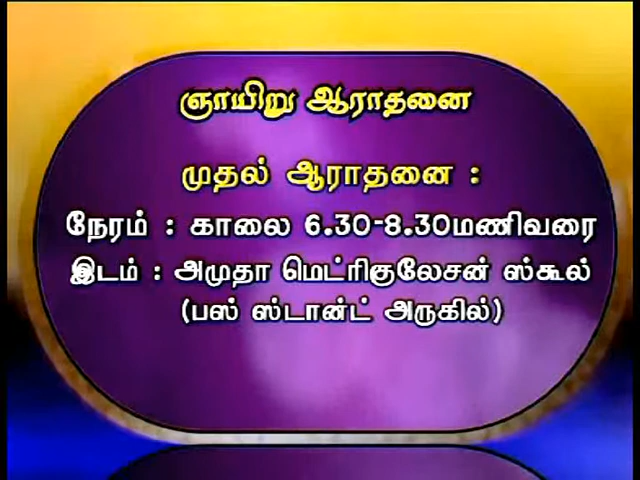 ஞாயிறு ஆராதனை
முதல் ஆராதனை :
நேரம் : காலை 6.30-8.30மணிவரை
இடம் : அமுதா மெட்ரிகுலேசன் ஸ்கூல்
(பஸ் ஸ்டாண்ட் அருகில்)